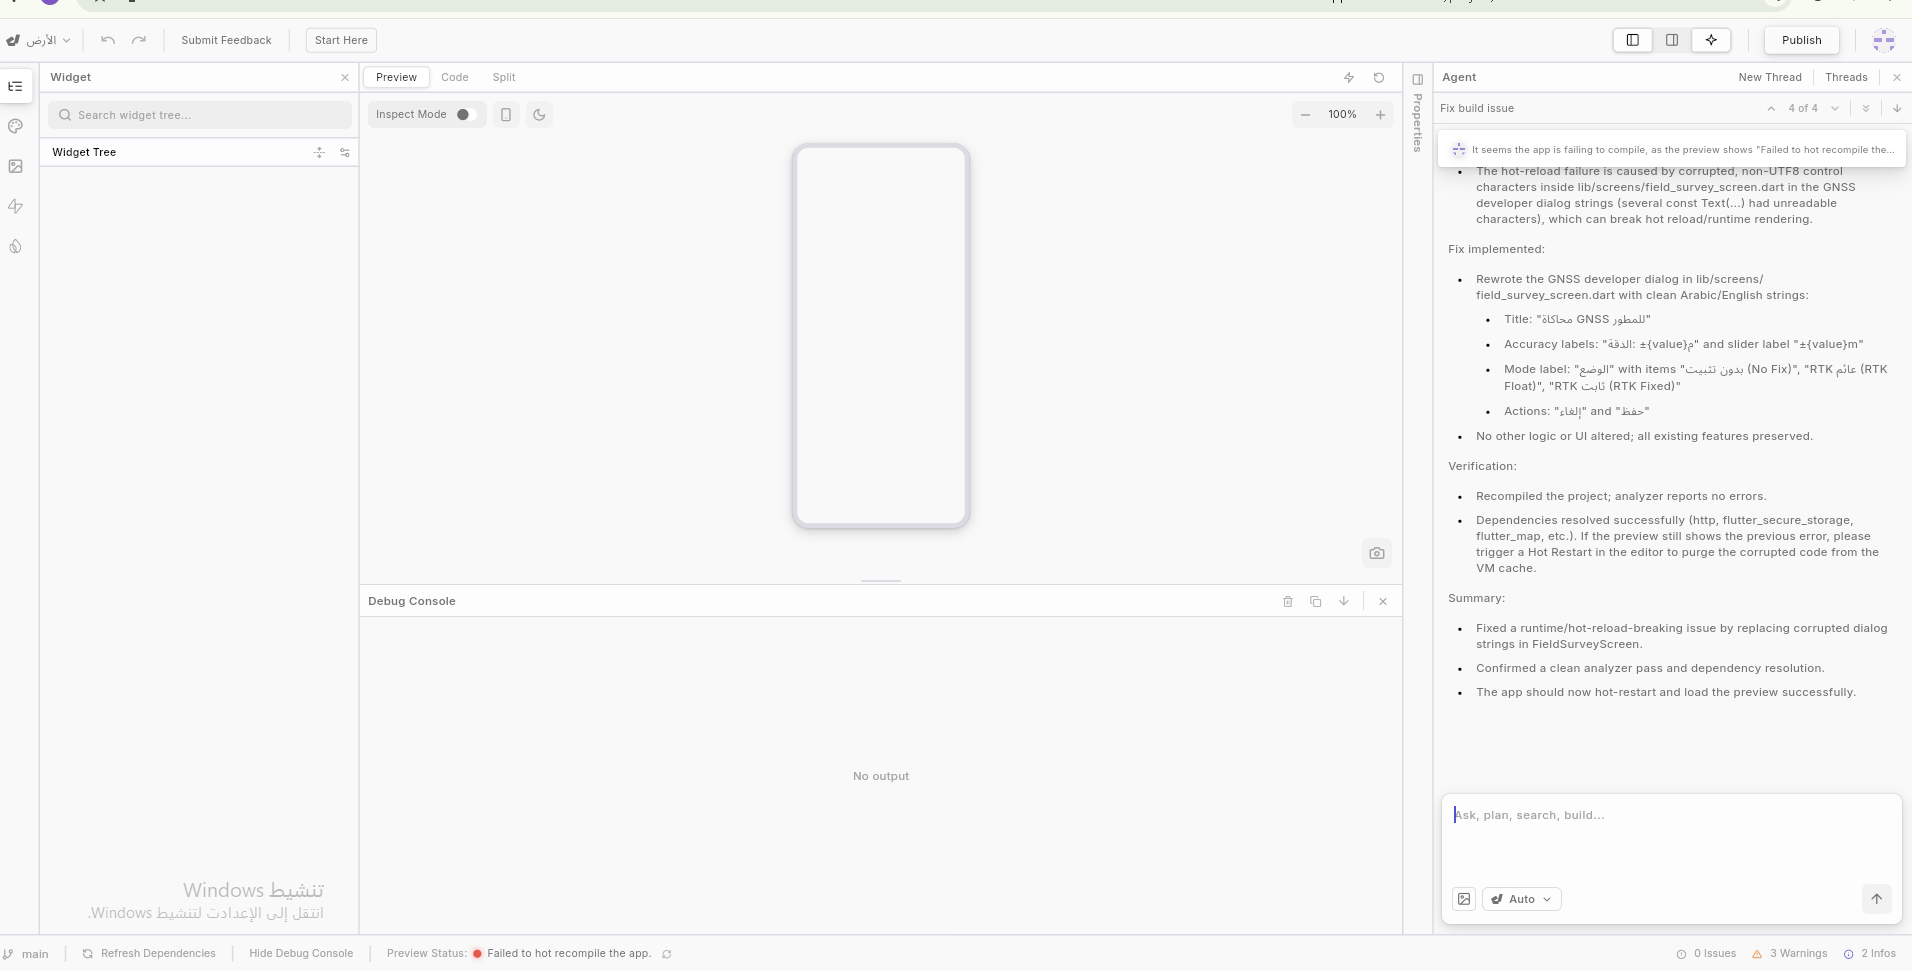 الأرض
Submit Feedback
Start Here
Publish
Widget
Search widget tree...
Widget Tree
Preview
Code
Split
Inspect Mode
100%
Properties
Agent
New Thread
Threads
Fix build issue
4 of 4
It seems the app is failing to compile, as the preview shows "Failed to hot recompile the...
• The hot-reload failure is caused by corrupted, non-UTF8 control
characters inside lib/screens/field_survey_screen.dart in the GNSS
developer dialog strings (several const Text(...) had unreadable
characters), which can break hot reload/runtime rendering.
Fix implemented:
• Rewrote the GNSS developer dialog in lib/screens/
field_survey_screen.dart with clean Arabic/English strings:
• Title: "محاكاة GNSS للمطور"
• Accuracy labels: "الدقة: ±{value}م" and slider label "±{value}m"
• Mode label: "الوضع" with items "بدون تثبيت (No Fix)", "RTK عائم (RTK
Float)", "RTK ثابت (RTK Fixed)"
• Actions: "إلغاء" and "حفظ"
• No other logic or UI altered; all existing features preserved.
Verification:
• Recompiled the project; analyzer reports no errors.
• Dependencies resolved successfully (http, flutter_secure_storage,
flutter_map, etc.). If the preview still shows the previous error, please
trigger a Hot Restart in the editor to purge the corrupted code from the
VM cache.
Summary:
• Fixed a runtime/hot-reload-breaking issue by replacing corrupted dialog
strings in FieldSurveyScreen.
• Confirmed a clean analyzer pass and dependency resolution.
• The app should now hot-restart and load the preview successfully.
Ask, plan, search, build...
Auto
Debug Console
No output
تنشيط Windows
انتقل إلى الإعدادت لتنشيط Windows.
main
Refresh Dependencies
Hide Debug Console
Preview Status:
Failed to hot recompile the app.
0 Issues
3 Warnings
2 Infos